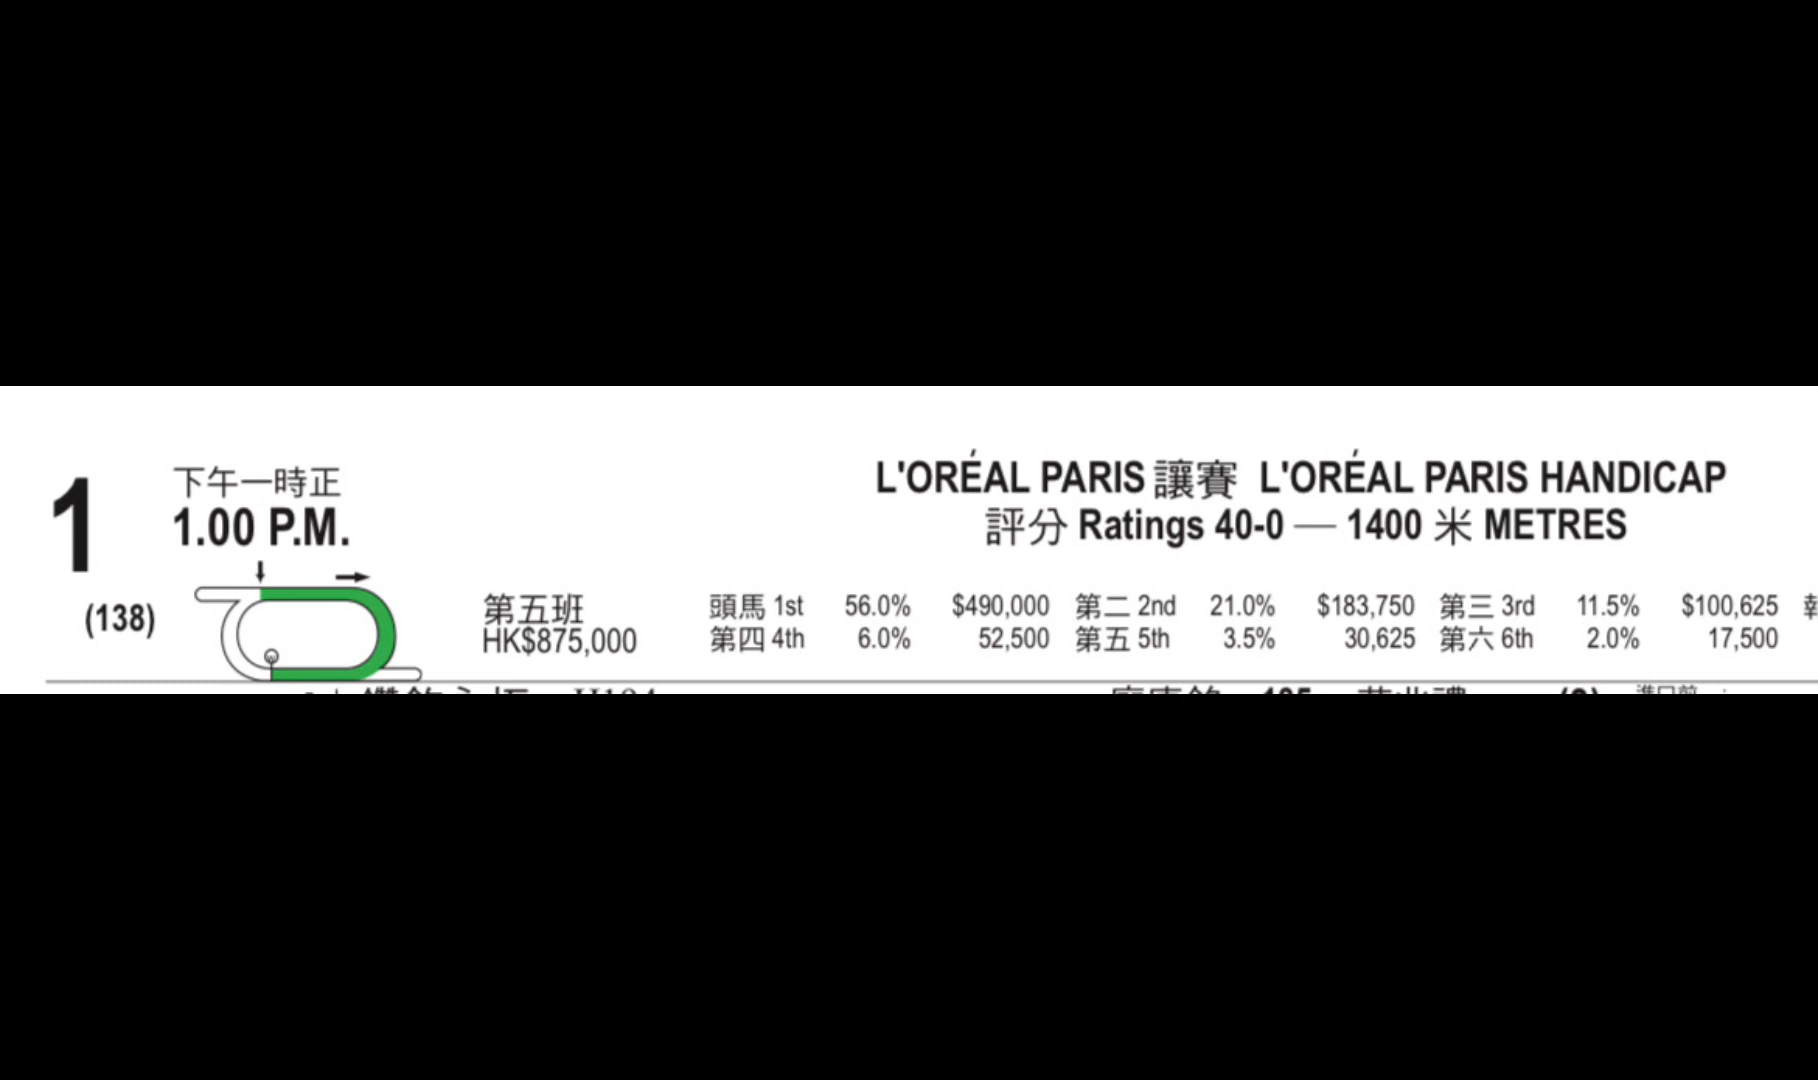 1
下午一時正
1.00 P.M.
(138)
L'ORÉAL PARIS 讓賽 L'ORÉAL PARIS HANDICAP
評分 Ratings 40-0 — 1400 米 METRES
第五班 頭馬 1st 56.0% $490,000 第二 2nd 21.0% $183,750 第三 3rd 11.5% $100,625
HK$875,000 第四 4th 6.0% 52,500 第五 5th 3.5% 30,625 第六 6th 2.0% 17,500